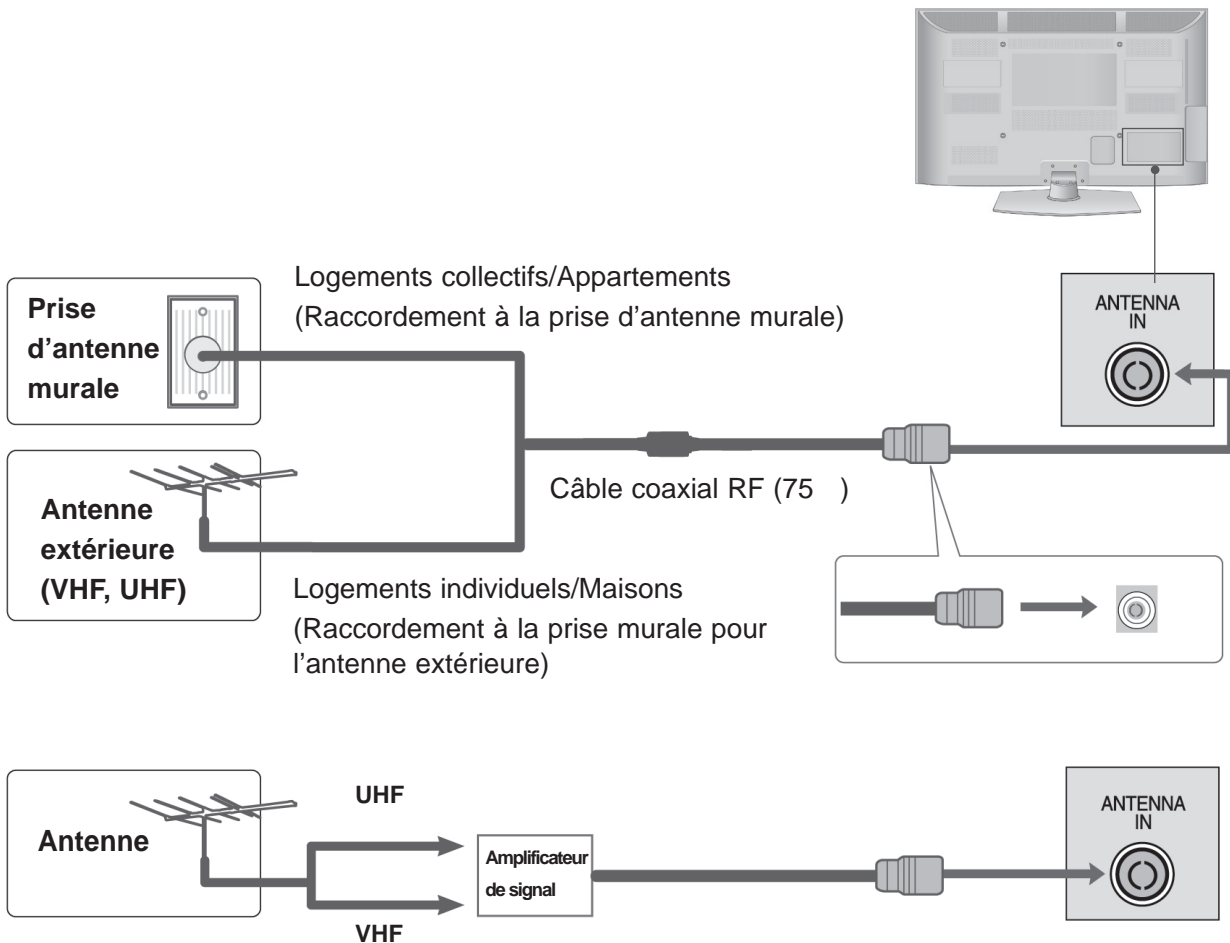 Logements collectifs/Appartements
(Raccordement à la prise d'antenne murale)
Prise
d'antenne
murale
ANTENNA
IN
Câble coaxial RF (75 )
Antenne
extérieure
(VHF, UHF)
Logements individuels/Maisons
(Raccordement à la prise murale pour
l'antenne extérieure)
Antenne
UHF
VHF
Amplificateur
de signal
ANTENNA
IN